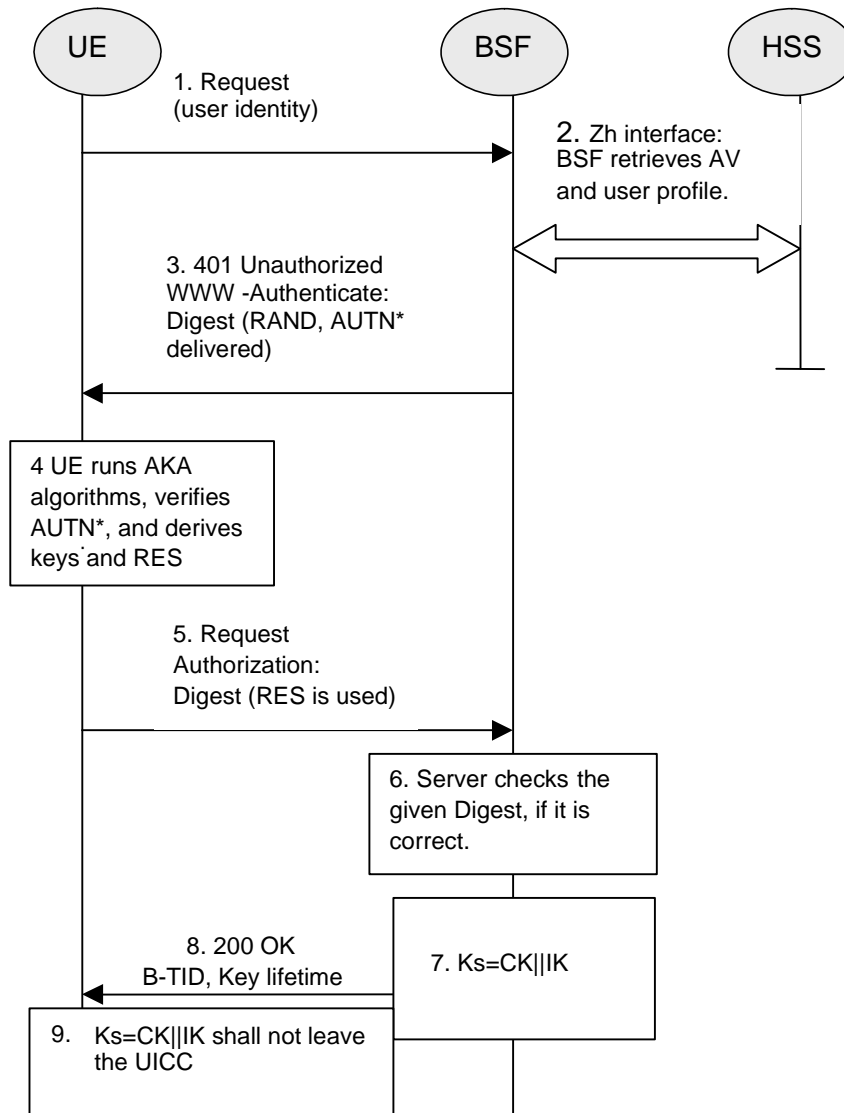 UE
BSF
HSS
1. Request
(user identity)
2. Zh interface:
BSF retrieves AV
and user profile.
3. 401 Unauthorized
WWW -Authenticate:
Digest (RAND, AUTN*
delivered)
4 UE runs AKA
algorithms, verifies
AUTN*, and derives
keys and RES
5. Request
Authorization:
Digest (RES is used)
6. Server checks the
given Digest, if it is
correct.
7. Ks=CK||IK
8. 200 OK
B-TID, Key lifetime
9. Ks=CK||IK shall not leave
the UICC